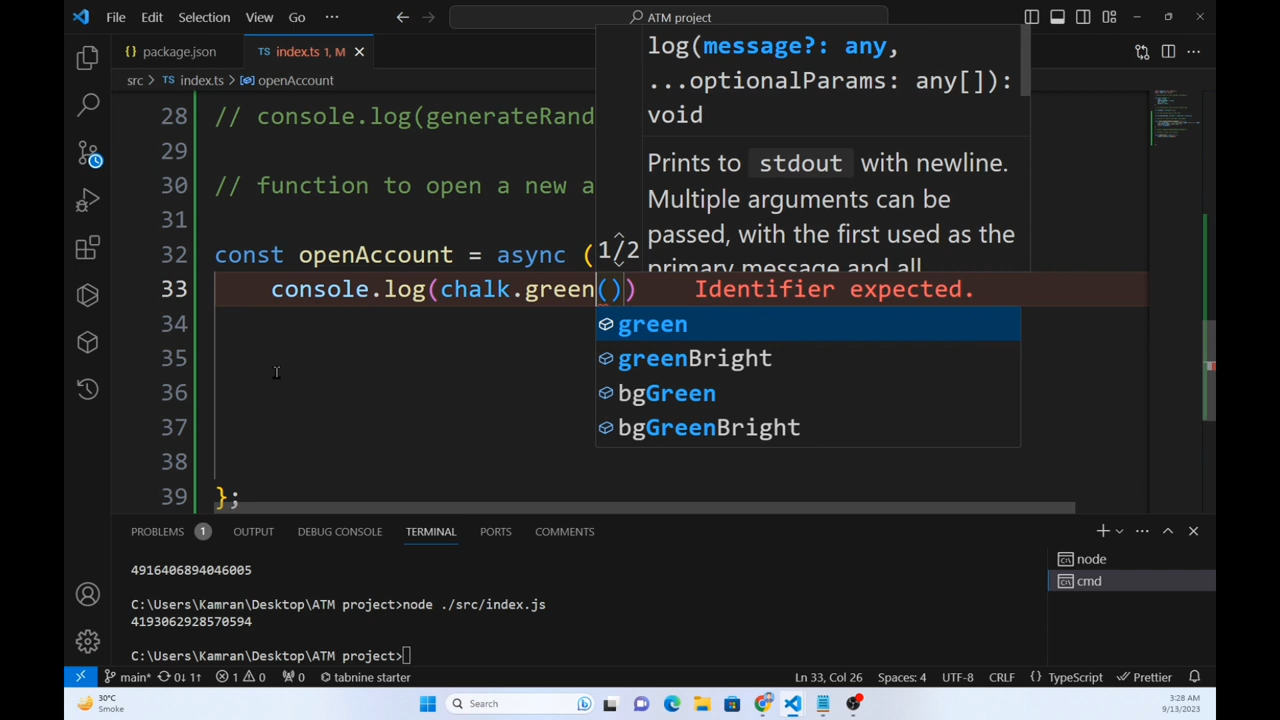 File Edit Selection View Go ··· ATM project
package.json
index.ts 1, M
src > index.ts > openAccount
28 // console.log(generateRand
29
30 // function to open a new a
31
32 const openAccount = async (
33 console.log(chalk.green()) Identifier expected.
34
35
36
37
38
39 };
log(message?: any,
...optionalParams: any[]):
void
Prints to stdout with newline.
Multiple arguments can be
passed, with the first used as the
primary message and all
1/2
green
greenBright
bgGreen
bgGreenBright
PROBLEMS 1 OUTPUT DEBUG CONSOLE TERMINAL PORTS COMMENTS
4916406894046005
C:\Users\Kamran\Desktop\ATM project>node ./src/index.js
4193062928570594
C:\Users\Kamran\Desktop\ATM project>
node
cmd
main* 0↓ 1↑ 1 0 0 tabnine starter Ln 33, Col 26 Spaces: 4 UTF-8 CRLF {} TypeScript Prettier
30°C
Smoke
Search
3:28 AM
9/13/2023